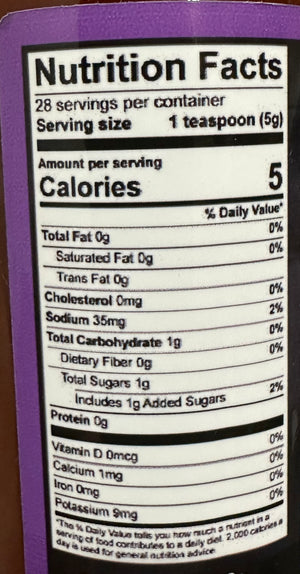 Nutrition Facts
28 servings per container
Serving size 1 teaspoon (5g)
Amount per serving
Calories 5
% Daily Value*
Total Fat 0g 0%
Saturated Fat 0g 0%
Trans Fat 0g
Cholesterol 0mg 0%
Sodium 35mg 2%
Total Carbohydrate 1g 0%
Dietary Fiber 0g 0%
Total Sugars 1g
Includes 1g Added Sugars 2%
Protein 0g
Vitamin D 0mcg 0%
Calcium 1mg 0%
Iron 0mg 0%
Potassium 9mg 0%
*The % Daily Value tells you how much a nutrient in a
serving of food contributes to a daily diet. 2,000 calories a
day is used for general nutrition advice.